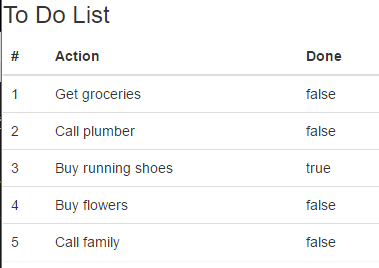 To Do List
# Action Done
1 Get groceries false
2 Call plumber false
3 Buy running shoes true
4 Buy flowers false
5 Call family false